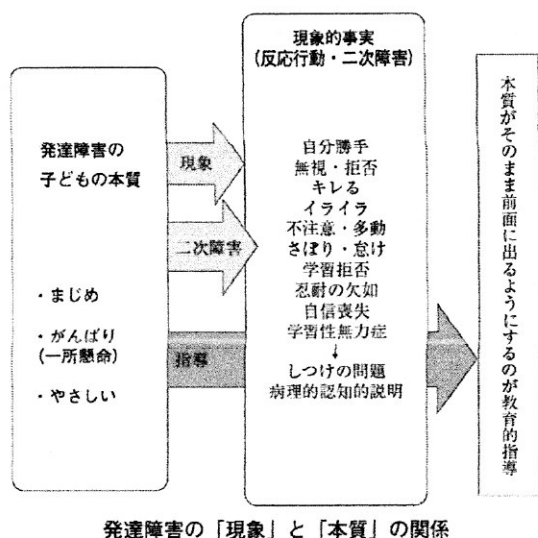 発達障害の
子どもの本質
・まじめ
・がんばり
(一所懸命)
・やさしい
現象
二次障害
指導
現象的事実
(反応行動・二次障害)
自分勝手
無視・拒否
キレる
イライラ
不注意・多動
さぼり・怠け
学習拒否
忍耐の欠如
自信喪失
学習性無力症
↓
しつけの問題
病理的認知的説明
本質がそのまま前面に出るようにするのが教育的指導
発達障害の「現象」と「本質」の関係